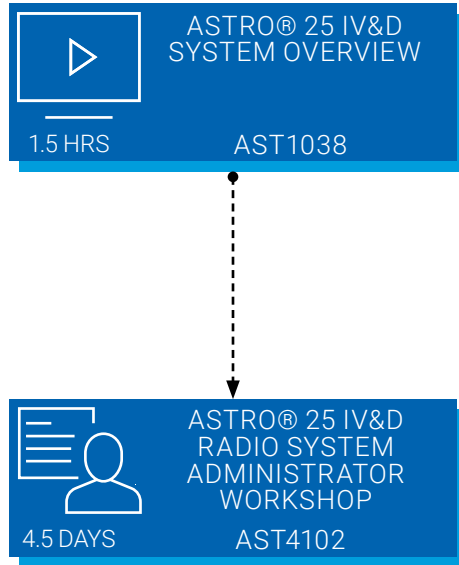 ASTRO® 25 IV&D
SYSTEM OVERVIEW
1.5 HRS
AST1038
ASTRO® 25 IV&D
RADIO SYSTEM
ADMINISTRATOR
WORKSHOP
4.5 DAYS
AST4102